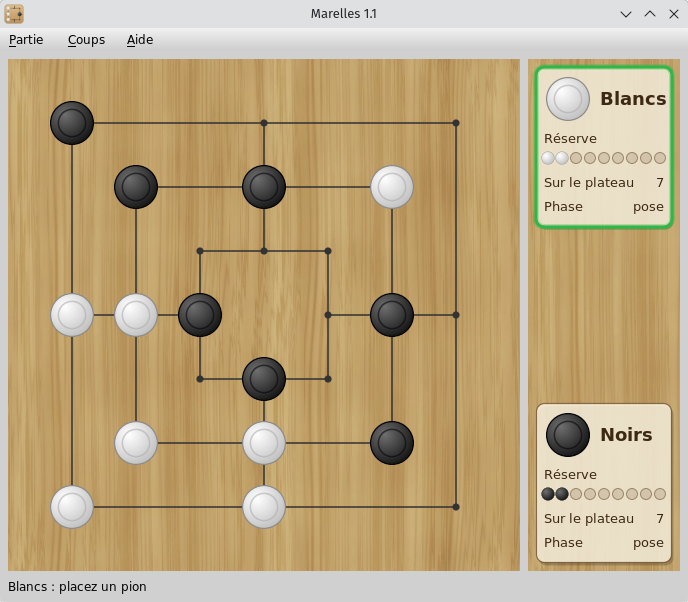 Marelles 1.1
Partie Coups Aide
Blancs
Réserve
Sur le plateau 7
Phase pose
Noirs
Réserve
Sur le plateau 7
Phase pose
Blancs : placez un pion